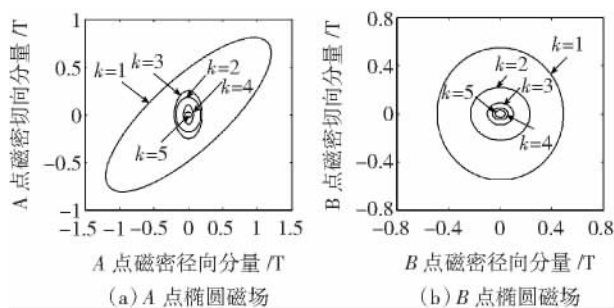 A 点磁密切向分量 /T
1
0.5
0
−0.5
−1
k=1
k=3
k=2
k=4
k=5
−1.5 −1 −0.5 0 0.5 1 1.5
A 点磁密径向分量 /T
(a) A 点椭圆磁场
B 点磁密切向分量 /T
0.8
0.4
0
−0.4
−0.8
k=1
k=2
k=3
k=5
k=4
−0.8 −0.4 0 0.4 0.8
B 点磁密径向分量 /T
(b) B 点椭圆磁场